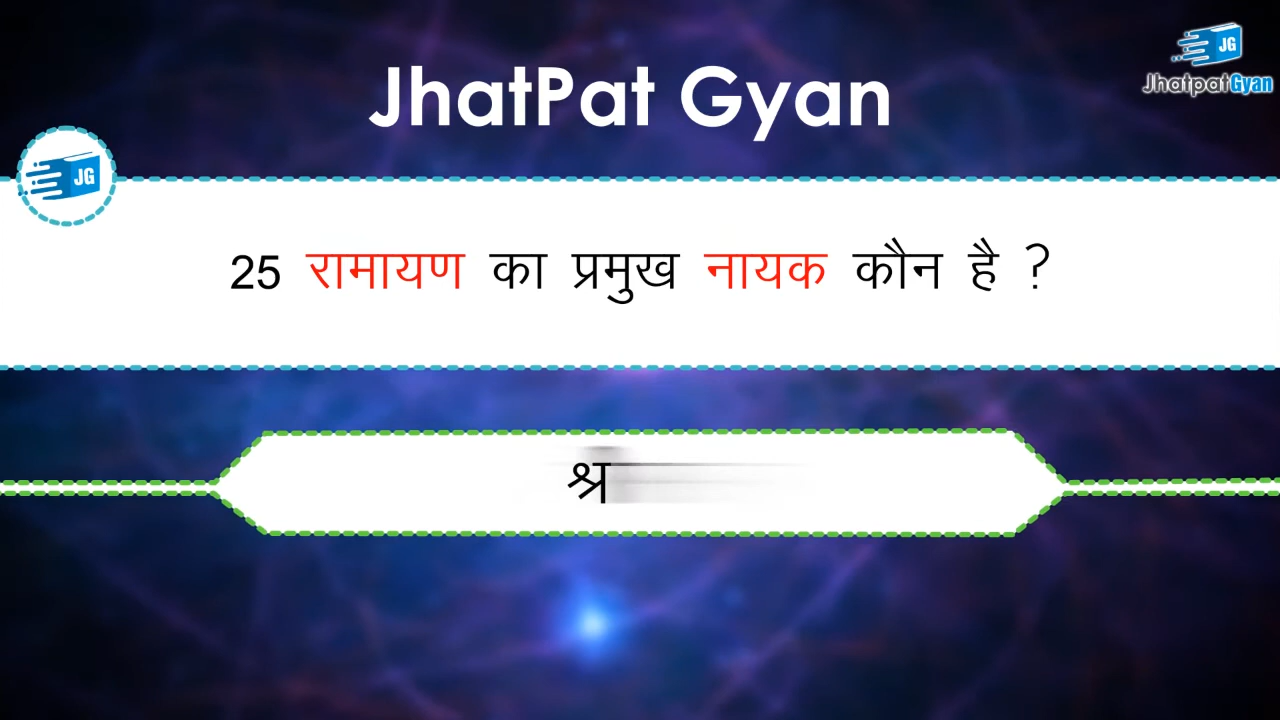 JhatPat Gyan
JG
JhatpatGyan
JG
25 रामायण का प्रमुख नायक कौन है ?
श्र